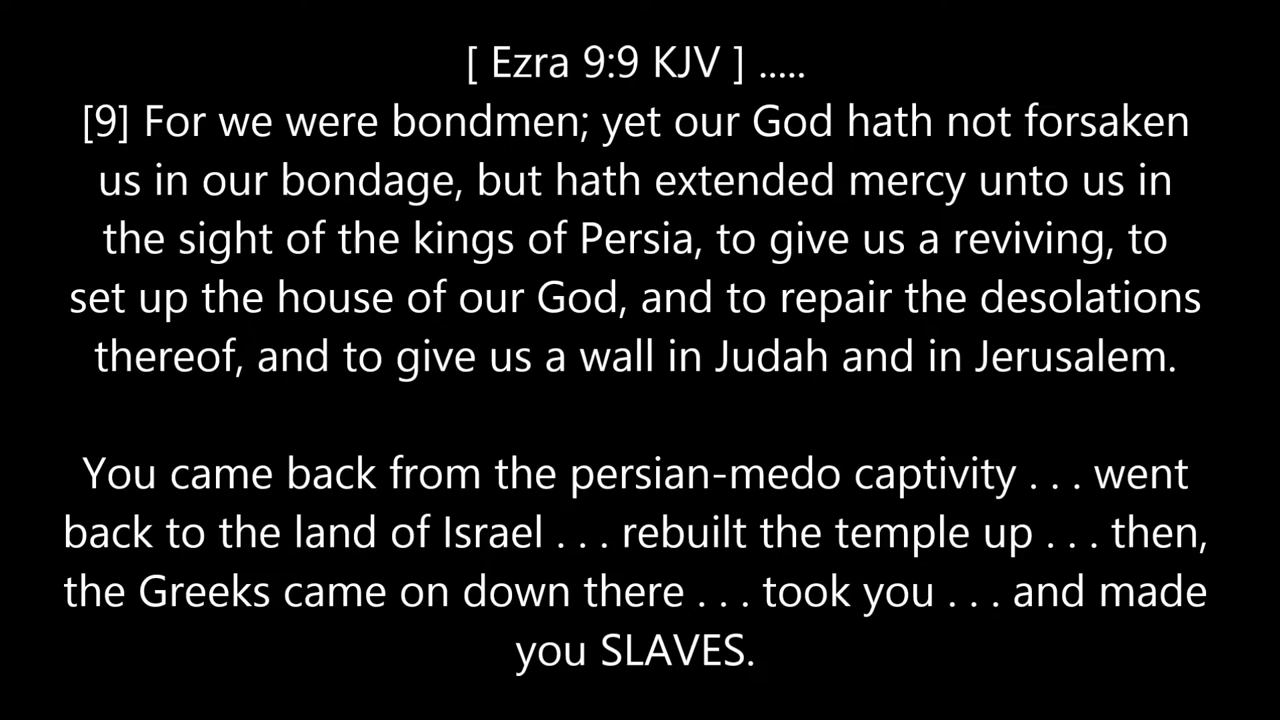 [ Ezra 9:9 KJV ] .....
[9] For we were bondmen; yet our God hath not forsaken
us in our bondage, but hath extended mercy unto us in
the sight of the kings of Persia, to give us a reviving, to
set up the house of our God, and to repair the desolations
thereof, and to give us a wall in Judah and in Jerusalem.
You came back from the persian-medo captivity . . . went
back to the land of Israel . . . rebuilt the temple up . . . then,
the Greeks came on down there . . . took you . . . and made
you SLAVES.